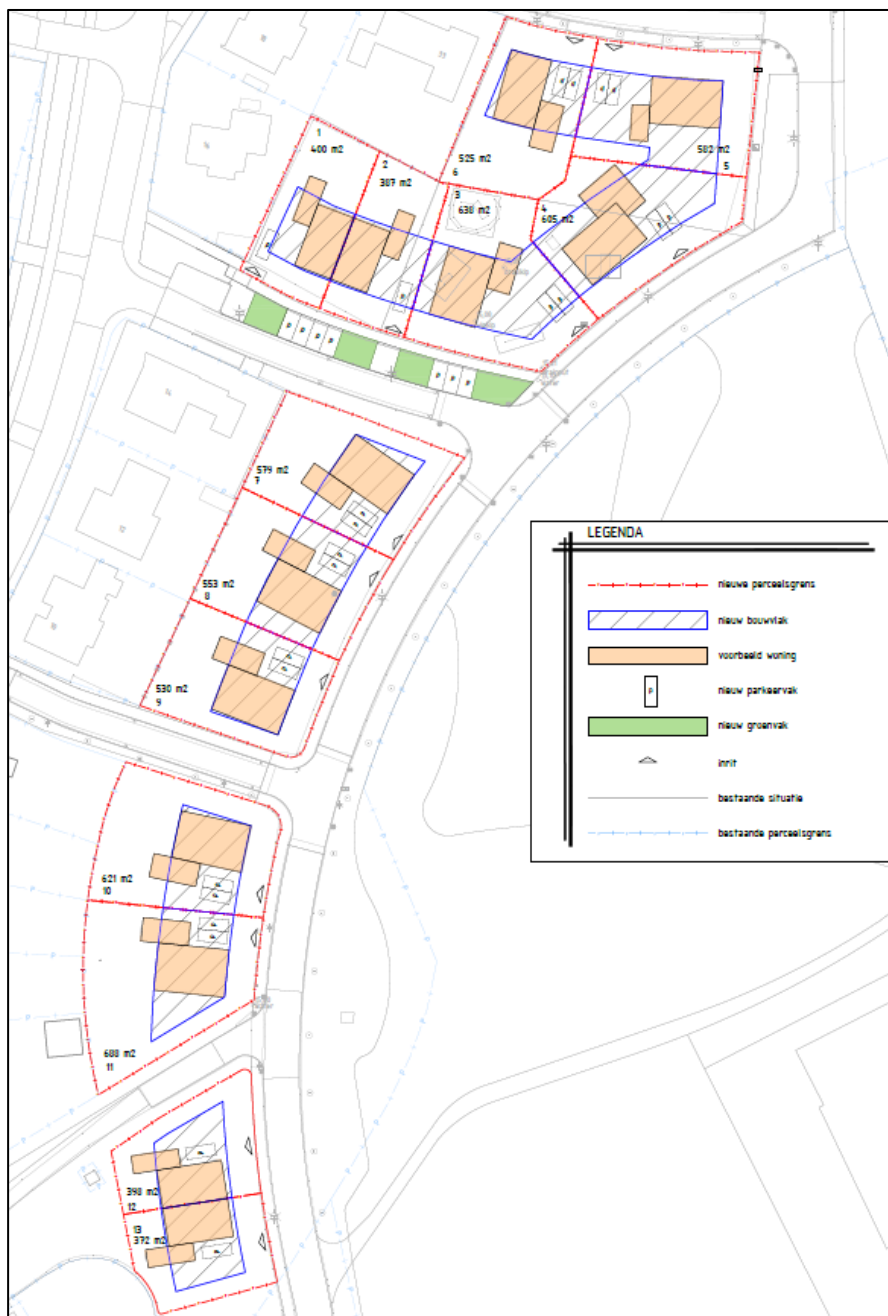 1
400 m2
2
307 m2
525 m2
6
582 m2
5
3
630 m2
4
605 m2
579 m2
7
553 m2
8
530 m2
9
621 m2
10
608 m2
11
390 m2
12
13
372 m2
LEGENDA
nieuwe perceelsgrens
nieuw bouwvlak
voorbeeld woning
p
nieuw parkeervak
nieuw groenvak
inrit
bestaande situatie
bestaande perceelsgrens